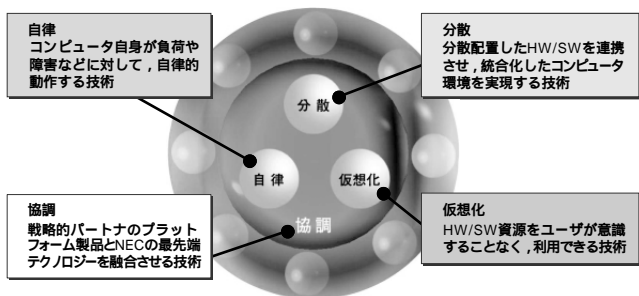 自律
コンピュータ自身が負荷や
障害などに対して，自律的
動作する技術
分散
分散配置したHW/SWを連携
させ，統合化したコンピュータ
環境を実現する技術
分散
自律
仮想化
協調
協調
戦略的パートナのプラット
フォーム製品とNECの最先端
テクノロジーを融合させる技術
仮想化
HW/SW資源をユーザが意識
することなく，利用できる技術